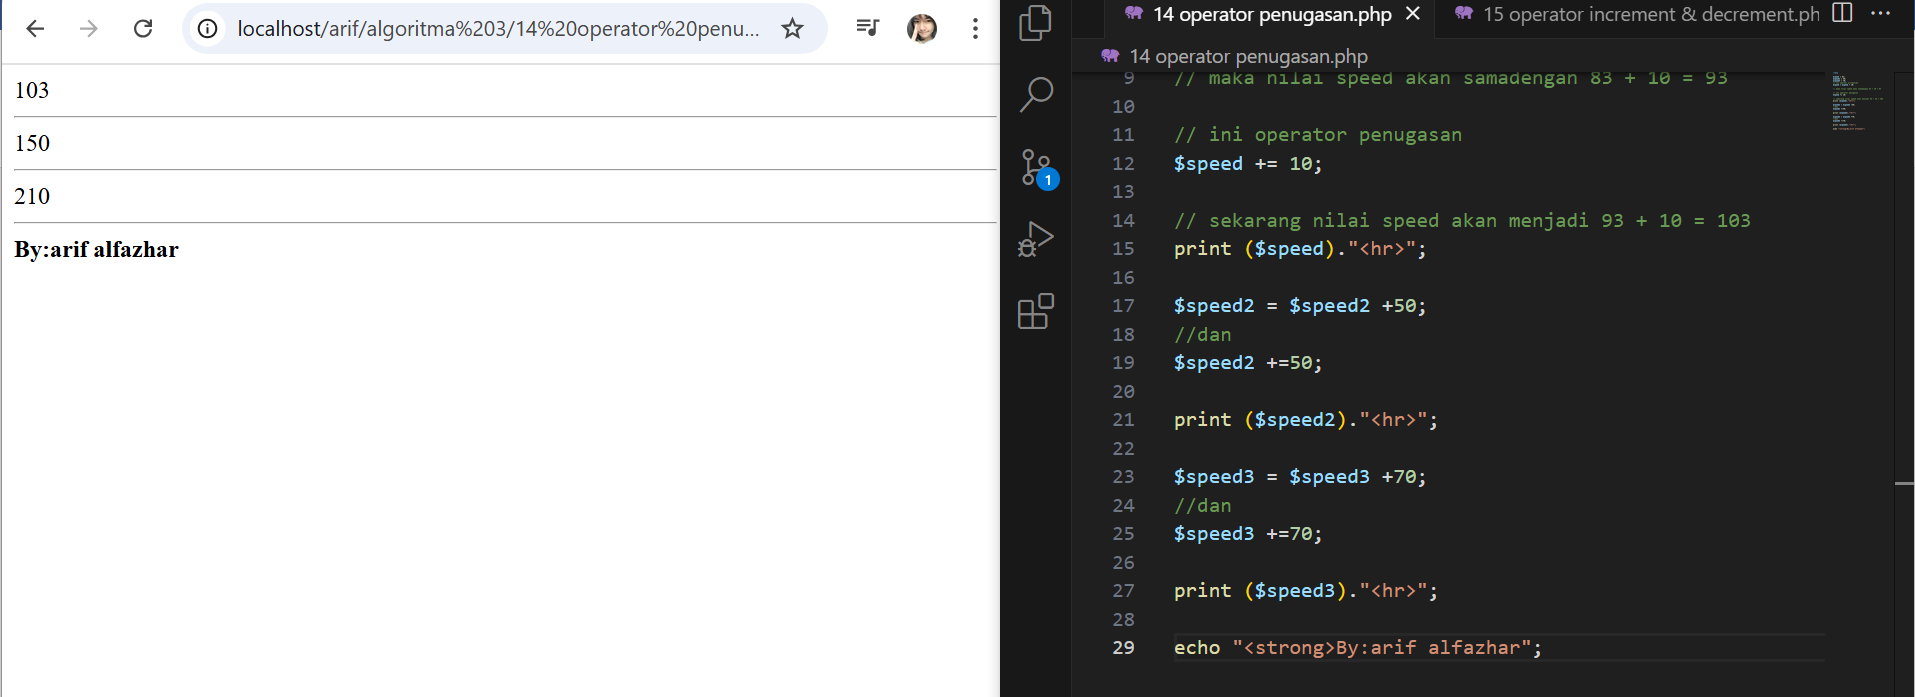 localhost/arif/algoritma%203/14%20operator%20penu...
103
150
210
By:arif alfazhar
1
14 operator penugasan.php
15 operator increment & decrement.ph
14 operator penugasan.php
9 // maka nilai speed akan samadengan 83 + 10 = 93
10
11 // ini operator penugasan
12 $speed += 10;
13
14 // sekarang nilai speed akan menjadi 93 + 10 = 103
15 print ($speed)."<hr>";
16
17 $speed2 = $speed2 +50;
18 //dan
19 $speed2 +=50;
20
21 print ($speed2)."<hr>";
22
23 $speed3 = $speed3 +70;
24 //dan
25 $speed3 +=70;
26
27 print ($speed3)."<hr>";
28
29 echo "<strong>By:arif alfazhar";